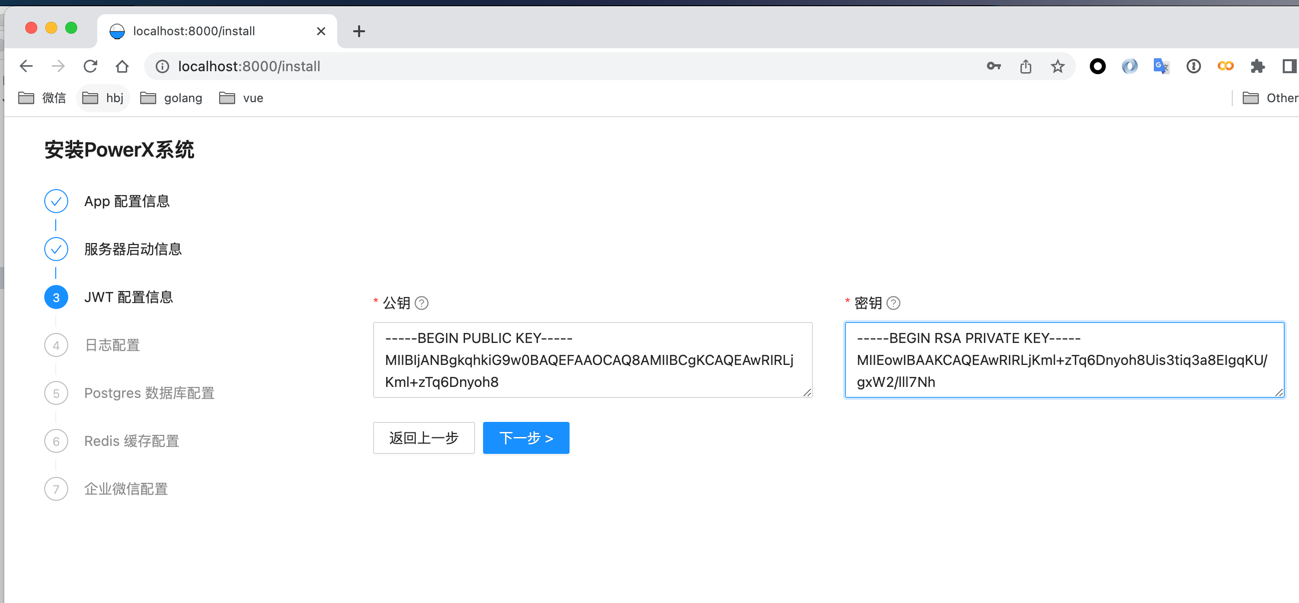 localhost:8000/install
localhost:8000/install
微信
hbj
golang
vue
Other
安装PowerX系统
App 配置信息
服务器启动信息
3 JWT 配置信息
4 日志配置
5 Postgres 数据库配置
6 Redis 缓存配置
7 企业微信配置
* 公钥 ?
-----BEGIN PUBLIC KEY-----
MIIBIjANBgkqhkiG9w0BAQEFAAOCAQ8AMIIBCgKCAQEAwRIRLj
KmI+zTq6Dnyoh8
* 密钥 ?
-----BEGIN RSA PRIVATE KEY-----
MIIEowIBAAKCAQEAwRIRLjKmI+zTq6Dnyoh8Uis3tiq3a8EIgqKU/
gxW2/lll7Nh
返回上一步
下一步 >